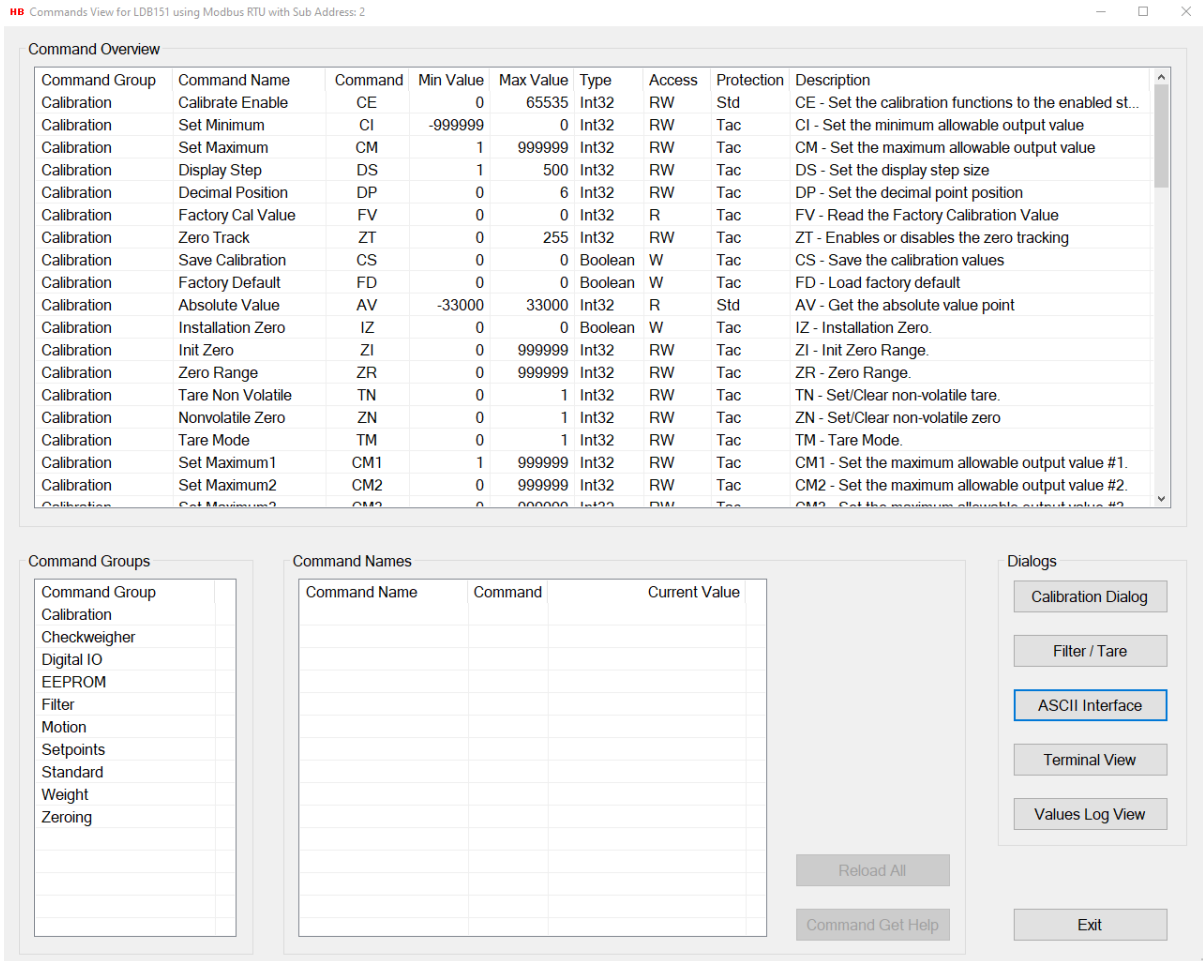 HB Commands View for LDB151 using Modbus RTU with Sub Address: 2
Command Overview
Command Group Command Name Command Min Value Max Value Type Access Protection Description
Calibration Calibrate Enable CE 0 65535 Int32 RW Std CE - Set the calibration functions to the enabled st...
Calibration Set Minimum CI -999999 0 Int32 RW Tac CI - Set the minimum allowable output value
Calibration Set Maximum CM 1 999999 Int32 RW Tac CM - Set the maximum allowable output value
Calibration Display Step DS 1 500 Int32 RW Tac DS - Set the display step size
Calibration Decimal Position DP 0 6 Int32 RW Tac DP - Set the decimal point position
Calibration Factory Cal Value FV 0 0 Int32 R Tac FV - Read the Factory Calibration Value
Calibration Zero Track ZT 0 255 Int32 RW Tac ZT - Enables or disables the zero tracking
Calibration Save Calibration CS 0 0 Boolean W Tac CS - Save the calibration values
Calibration Factory Default FD 0 0 Boolean W Tac FD - Load factory default
Calibration Absolute Value AV -33000 33000 Int32 R Std AV - Get the absolute value point
Calibration Installation Zero IZ 0 0 Boolean W Tac IZ - Installation Zero.
Calibration Init Zero ZI 0 999999 Int32 RW Tac ZI - Init Zero Range.
Calibration Zero Range ZR 0 999999 Int32 RW Tac ZR - Zero Range.
Calibration Tare Non Volatile TN 0 1 Int32 RW Tac TN - Set/Clear non-volatile tare.
Calibration Nonvolatile Zero ZN 0 1 Int32 RW Tac ZN - Set/Clear non-volatile zero
Calibration Tare Mode TM 0 1 Int32 RW Tac TM - Tare Mode.
Calibration Set Maximum1 CM1 1 999999 Int32 RW Tac CM1 - Set the maximum allowable output value #1.
Calibration Set Maximum2 CM2 0 999999 Int32 RW Tac CM2 - Set the maximum allowable output value #2.
Command Groups
Command Group
Calibration
Checkweigher
Digital IO
EEPROM
Filter
Motion
Setpoints
Standard
Weight
Zeroing
Command Names
Command Name Command Current Value
Reload All
Command Get Help
Dialogs
Calibration Dialog
Filter / Tare
ASCII Interface
Terminal View
Values Log View
Exit